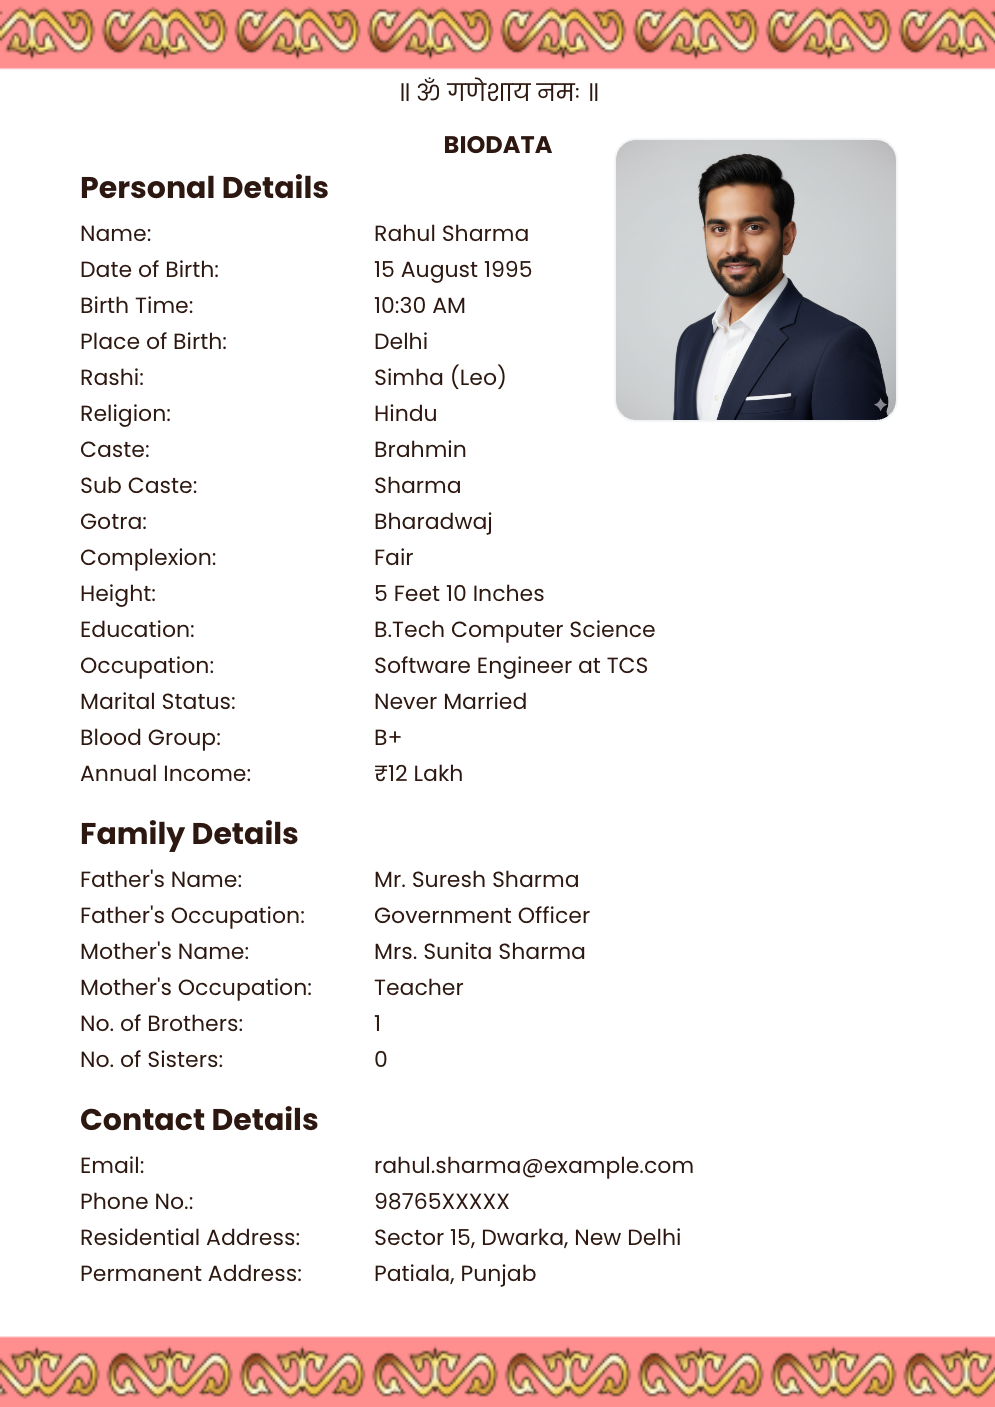 ॥ ॐ गणेशाय नमः ॥
BIODATA
Personal Details
Name: Rahul Sharma
Date of Birth: 15 August 1995
Birth Time: 10:30 AM
Place of Birth: Delhi
Rashi: Simha (Leo)
Religion: Hindu
Caste: Brahmin
Sub Caste: Sharma
Gotra: Bharadwaj
Complexion: Fair
Height: 5 Feet 10 Inches
Education: B.Tech Computer Science
Occupation: Software Engineer at TCS
Marital Status: Never Married
Blood Group: B+
Annual Income: ₹12 Lakh
Family Details
Father's Name: Mr. Suresh Sharma
Father's Occupation: Government Officer
Mother's Name: Mrs. Sunita Sharma
Mother's Occupation: Teacher
No. of Brothers: 1
No. of Sisters: 0
Contact Details
Email: rahul.sharma@example.com
Phone No.: 98765XXXXX
Residential Address: Sector 15, Dwarka, New Delhi
Permanent Address: Patiala, Punjab